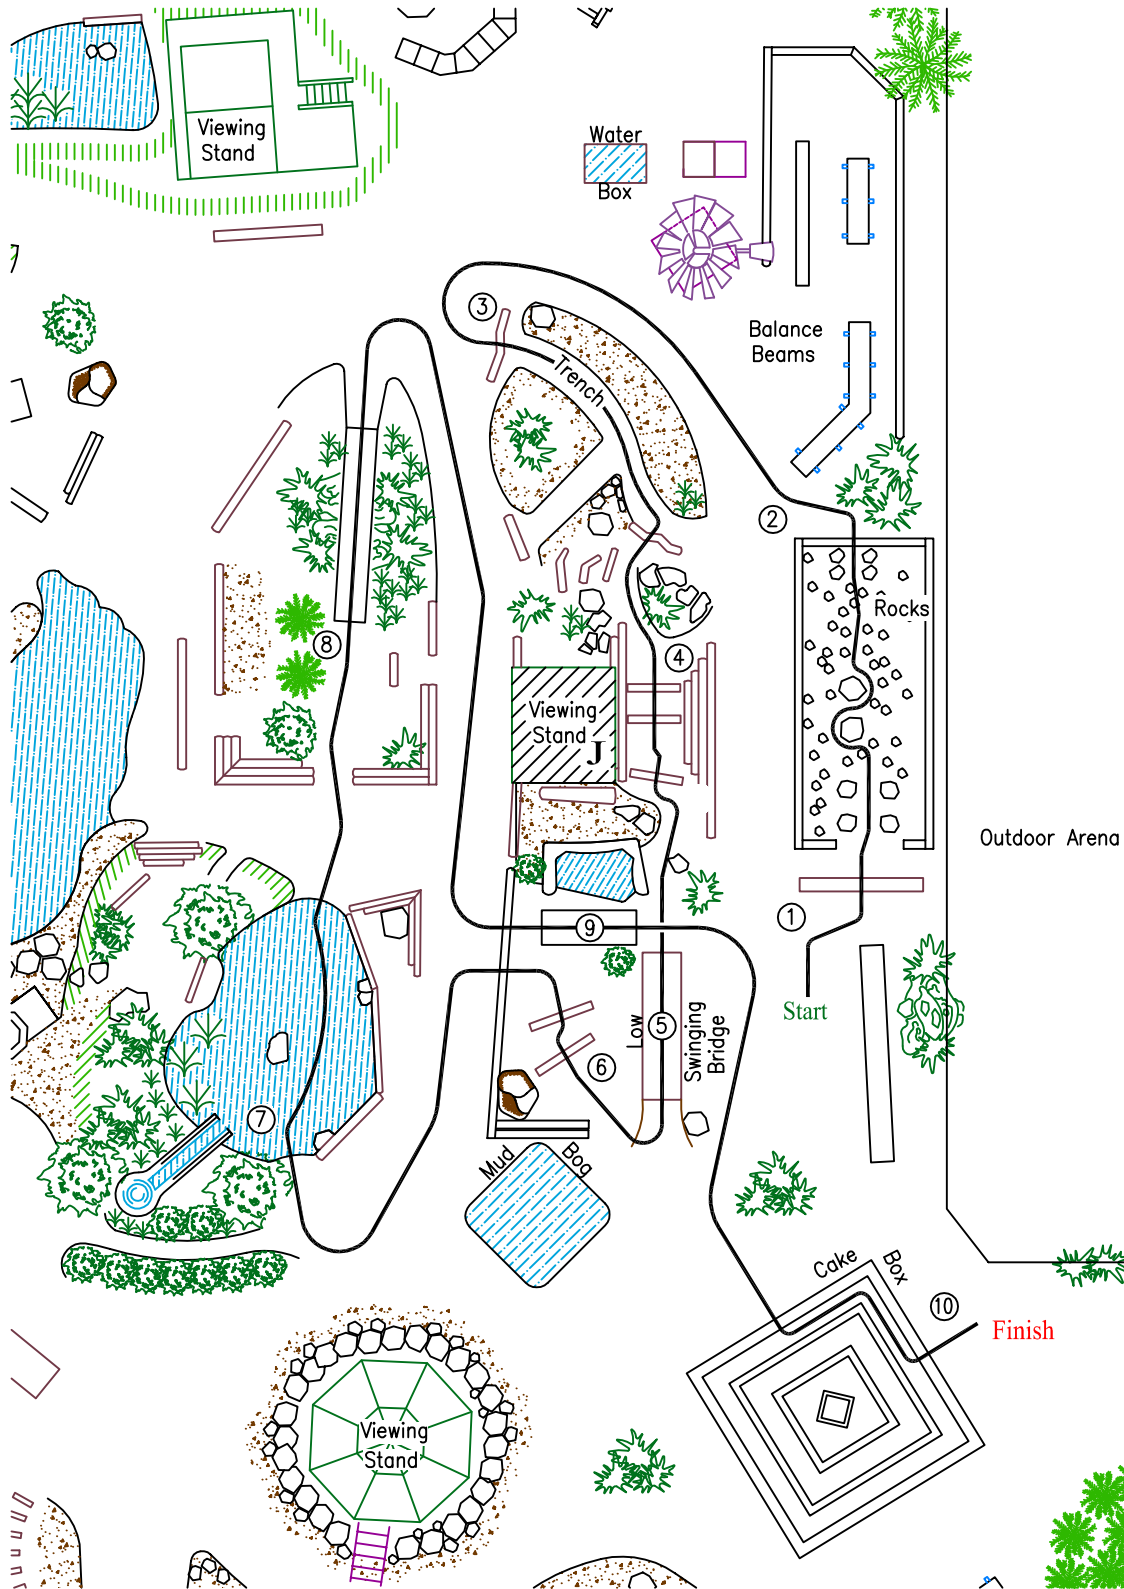 Viewing
Stand
Water
Box
3
Balance
Beams
Trench
2
Rocks
8
4
Viewing
Stand
J
Outdoor Arena
1
9
Start
Low
5
Swinging
Bridge
6
7
Mud
Bog
Cake
Box
10
Finish
Viewing
Stand